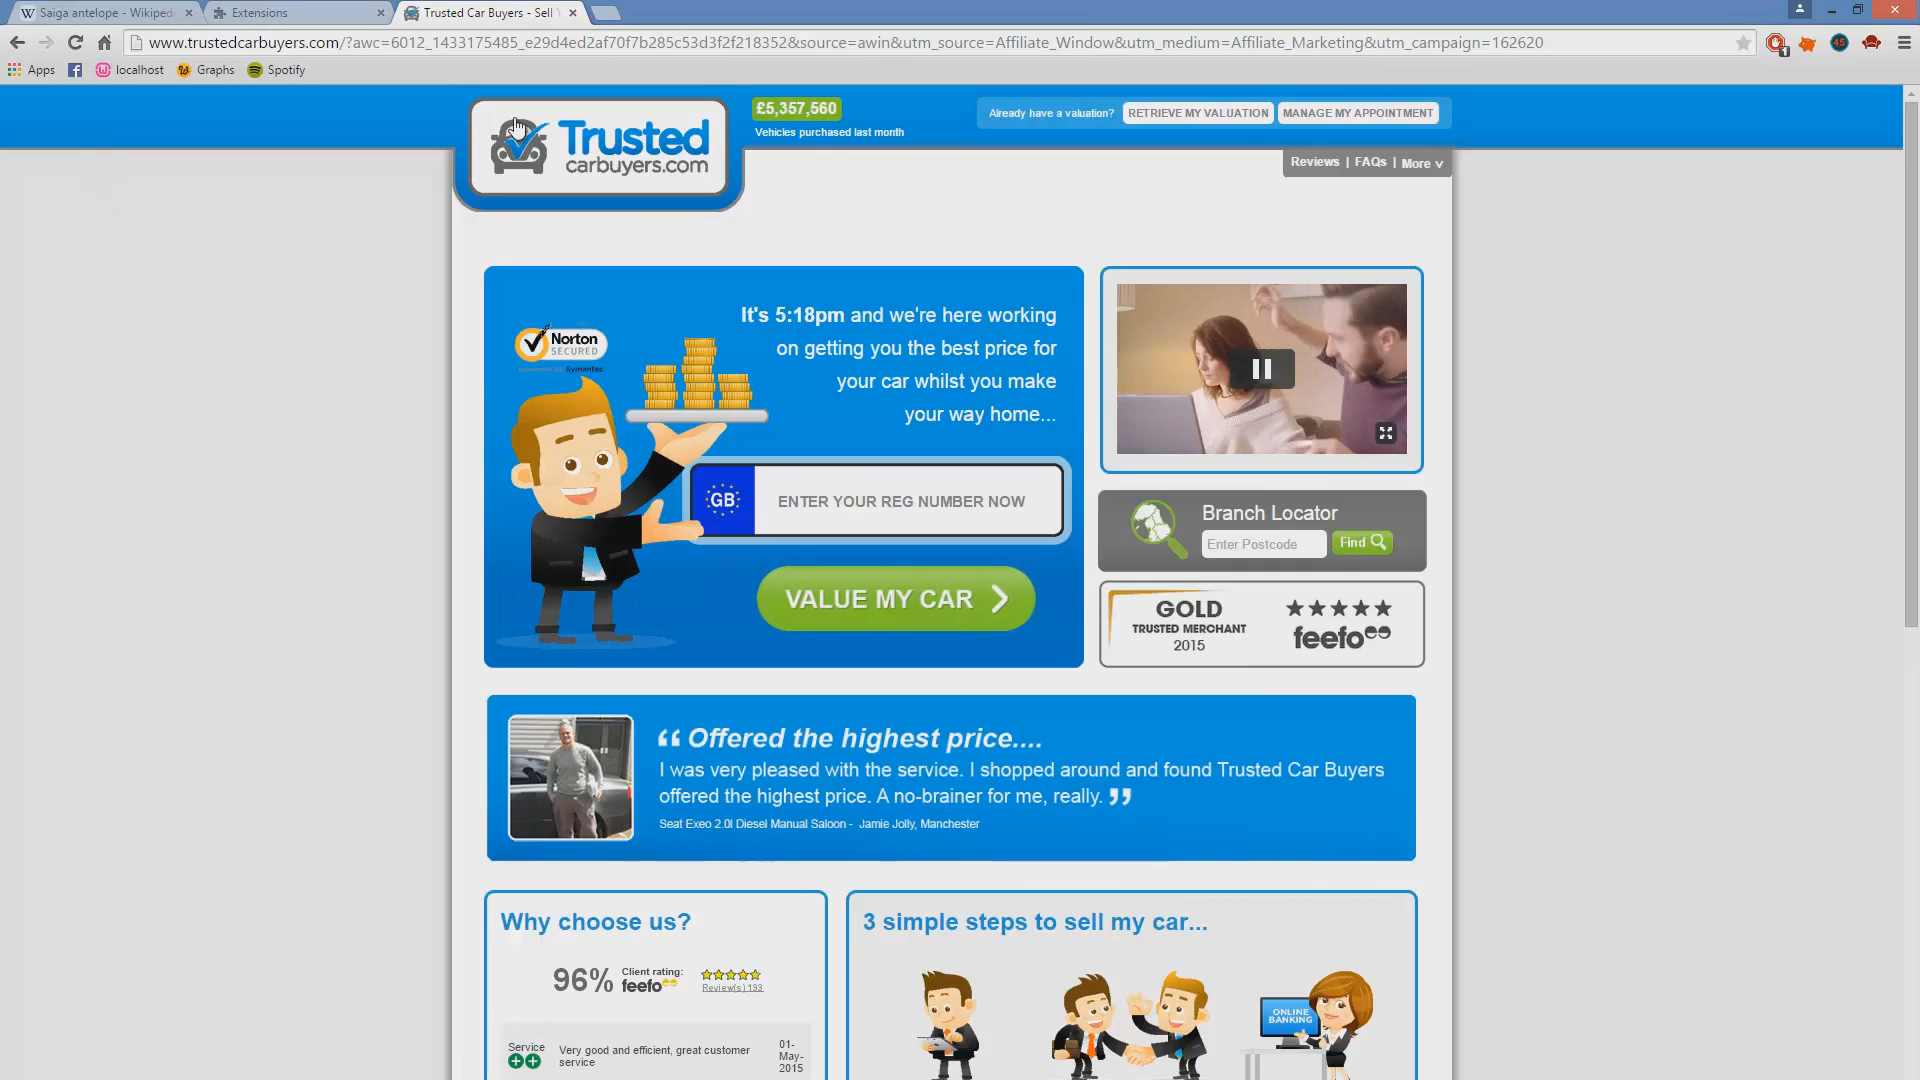 Saiga antelope - Wikiped
Extensions
Trusted Car Buyers - Sell
www.trustedcarbuyers.com/?awc=6012_1433175485_e29d4ed2af70f7b285c53d3f2f218352&source=awin&utm_source=Affiliate_Window&utm_medium=Affiliate_Marketing&utm_campaign=162620
Apps
localhost
Graphs
Spotify
£5,357,560
Vehicles purchased last month
Already have a valuation?
RETRIEVE MY VALUATION
MANAGE MY APPOINTMENT
Trusted
carbuyers.com
Reviews | FAQs | More v
It's 5:18pm and we're here working
on getting you the best price for
your car whilst you make
your way home...
Norton
SECURED
powered by Symantec
GB
ENTER YOUR REG NUMBER NOW
VALUE MY CAR
Branch Locator
Enter Postcode
Find
GOLD
TRUSTED MERCHANT
2015
feefo
“ Offered the highest price....
I was very pleased with the service. I shopped around and found Trusted Car Buyers
offered the highest price. A no-brainer for me, really. ”
Seat Exeo 2.0l Diesel Manual Saloon - Jamie Jolly, Manchester
Why choose us?
96%
Client rating:
feefo
Review(s) 193
Service
Very good and efficient, great customer
service
01-
May-
2015
3 simple steps to sell my car...
ONLINE
BANKING